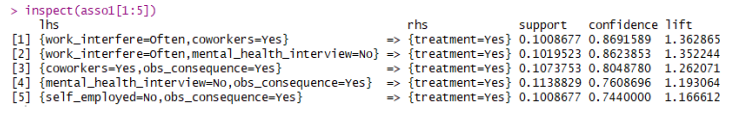 > inspect(asso1[1:5])
lhs rhs support confidence lift
[1] {work_interfere=Often,coworkers=Yes} => {treatment=Yes} 0.1008677 0.8691589 1.362865
[2] {work_interfere=Often,mental_health_interview=No} => {treatment=Yes} 0.1019523 0.8623853 1.352244
[3] {coworkers=Yes,obs_consequence=Yes} => {treatment=Yes} 0.1073753 0.8048780 1.262071
[4] {mental_health_interview=No,obs_consequence=Yes} => {treatment=Yes} 0.1138829 0.7608696 1.193064
[5] {self_employed=No,obs_consequence=Yes} => {treatment=Yes} 0.1008677 0.7440000 1.166612